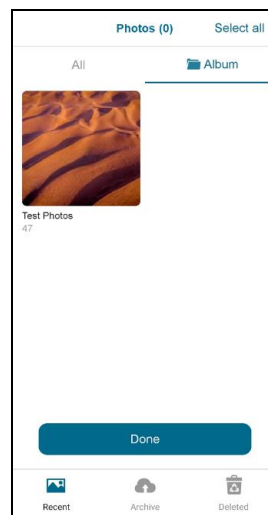 Photos (0) Select all
All Album
Test Photos
47
Done
Recent Archive Deleted